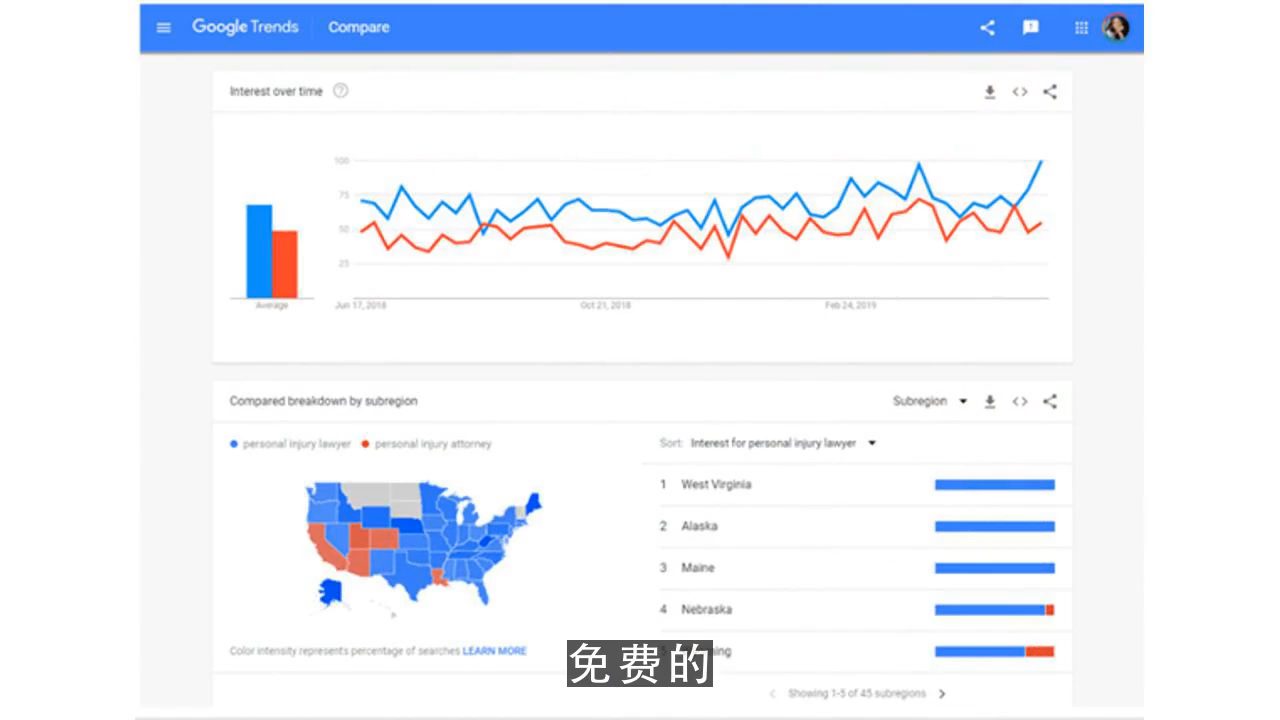 Google Trends Compare
Interest over time
100
75
50
25
Average
Jun 17, 2018 Oct 21, 2018 Feb 24, 2019
Compared breakdown by subregion
Subregion
personal injury lawyer personal injury attorney
Sort: Interest for personal injury lawyer
1 West Virginia
2 Alaska
3 Maine
4 Nebraska
Color intensity represents percentage of searches LEARN MORE
免费的
Showing 1-5 of 45 subregions